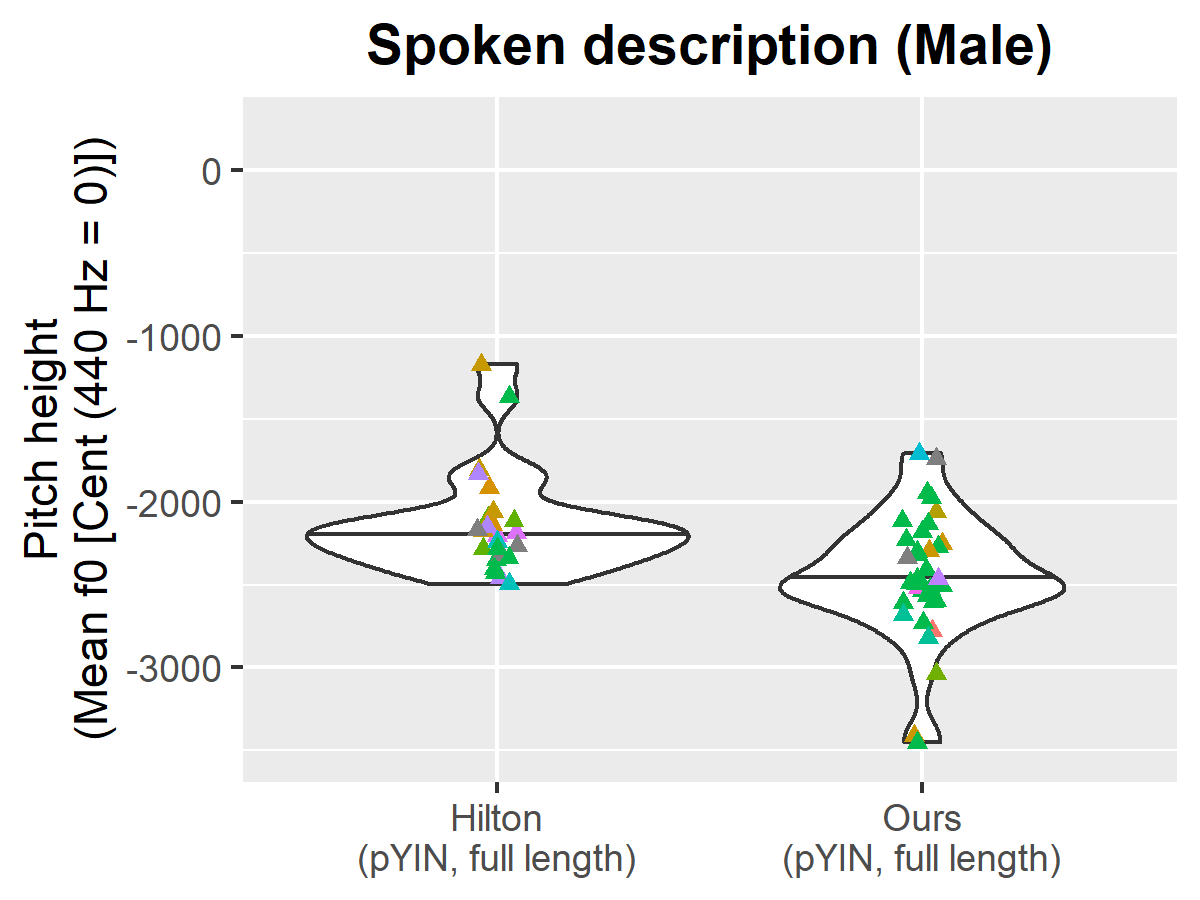 Spoken description (Male)
Pitch height
(Mean f0 [Cent (440 Hz = 0)])
0
-1000
-2000
-3000
Hilton
(pYIN, full length)
Ours
(pYIN, full length)